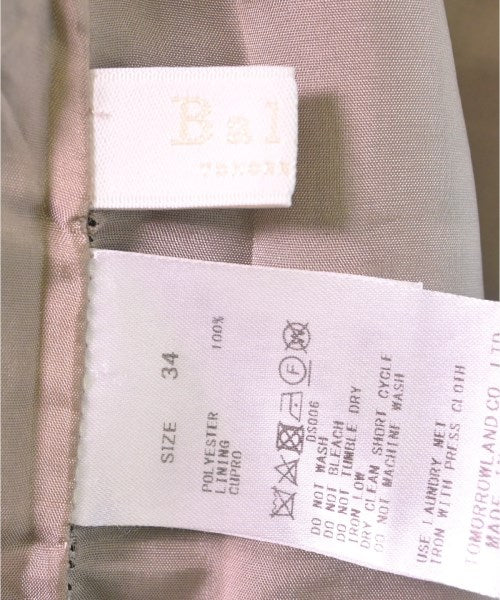 SIZE 34
POLYESTER 100%
LINING
CUPRO
DS006
DO NOT WASH
DO NOT BLEACH
DO NOT TUMBLE DRY
IRON LOW
DRY CLEAN SHORT CYCLE
DO NOT MACHINE WASH
USE LAUNDRY NET
IRON WITH PRESS CLOTH
TOMORROWLAND CO., LTD.